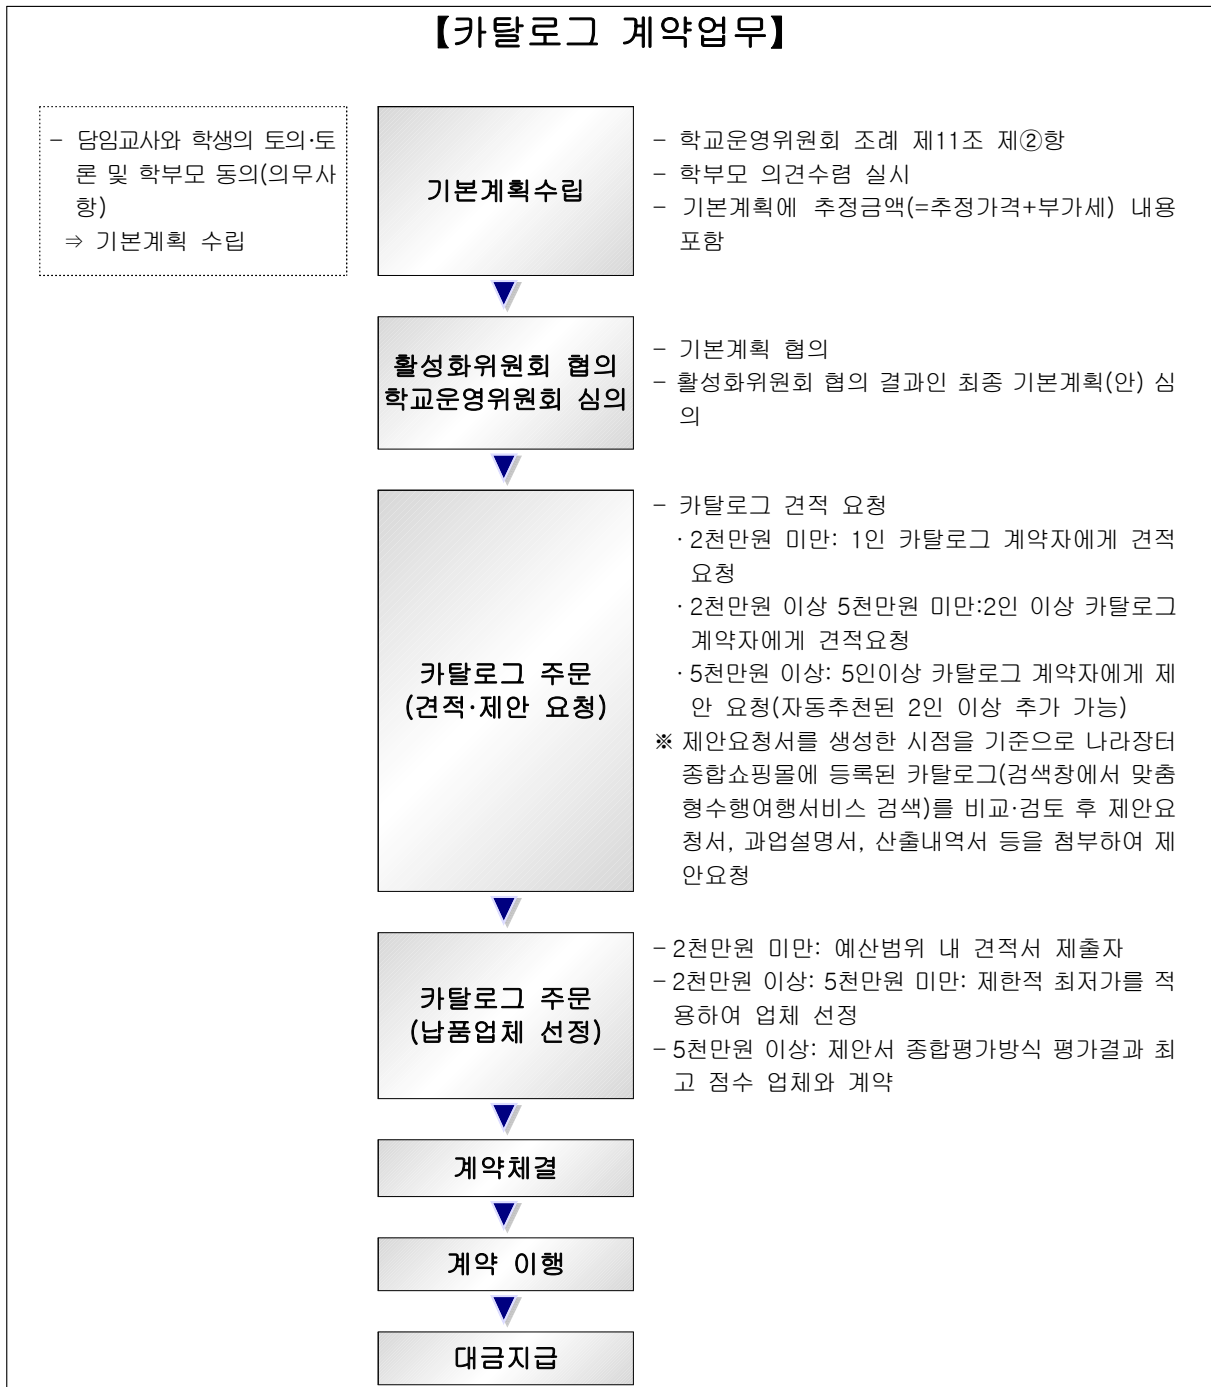 【카탈로그 계약업무】
- 담임교사와 학생의 토의·토
론 및 학부모 동의(의무사
항)
⇒ 기본계획 수립
기본계획수립
- 학교운영위원회 조례 제11조 제②항
- 학부모 의견수렴 실시
- 기본계획에 추정금액(=추정가격+부가세) 내용
포함
활성화위원회 협의
학교운영위원회 심의
- 기본계획 협의
- 활성화위원회 협의 결과인 최종 기본계획(안) 심
의
카탈로그 주문
(견적·제안 요청)
- 카탈로그 견적 요청
· 2천만원 미만: 1인 카탈로그 계약자에게 견적
요청
· 2천만원 이상 5천만원 미만:2인 이상 카탈로그
계약자에게 견적요청
· 5천만원 이상: 5인이상 카탈로그 계약자에게 제
안 요청(자동추천된 2인 이상 추가 가능)
※ 제안요청서를 생성한 시점을 기준으로 나라장터
종합쇼핑몰에 등록된 카탈로그(검색창에서 맞춤
형수행여행서비스 검색)를 비교·검토 후 제안요
청서, 과업설명서, 산출내역서 등을 첨부하여 제
안요청
카탈로그 주문
(납품업체 선정)
- 2천만원 미만: 예산범위 내 견적서 제출자
- 2천만원 이상: 5천만원 미만: 제한적 최저가를 적
용하여 업체 선정
- 5천만원 이상: 제안서 종합평가방식 평가결과 최
고 점수 업체와 계약
계약체결
계약 이행
대금지급